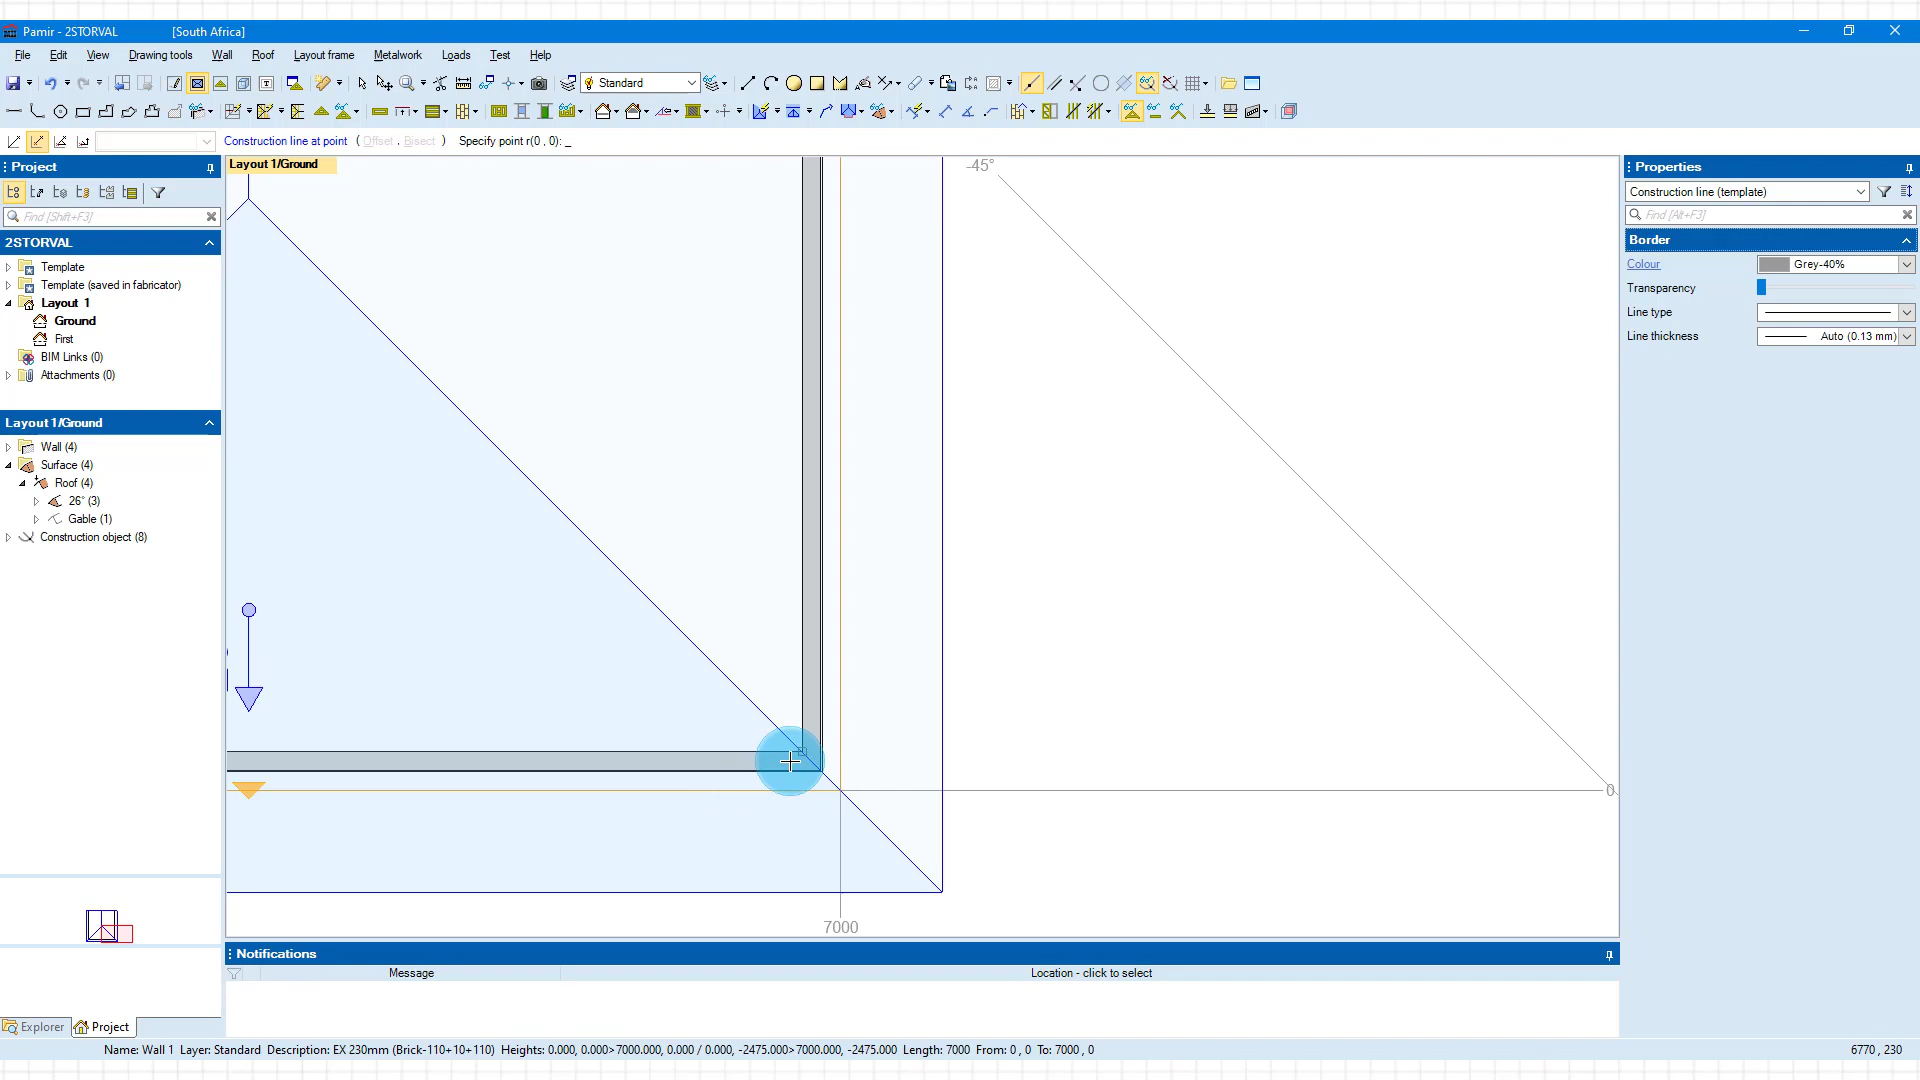 Pamir - 2STORVAL [South Africa]
File Edit View Drawing tools Wall Roof Layout frame Metalwork Loads Test Help
Standard
Construction line at point ( Offset , Bisect ) Specify point r(0 , 0): _
Project
Find [Shift+F3]
2STORVAL
Template
Template (saved in fabricator)
Layout 1
Ground
First
BIM Links (0)
Attachments (0)
Layout 1/Ground
Wall (4)
Surface (4)
Roof (4)
26° (3)
Gable (1)
Construction object (8)
Explorer Project
Layout 1/Ground
-45°
0
7000
Notifications
Message Location - click to select
Properties
Construction line (template)
Find [Alt+F3]
Border
Colour Grey-40%
Transparency
Line type
Line thickness Auto (0.13 mm)
Name: Wall 1 Layer: Standard Description: EX 230mm (Brick-110+10+110) Heights: 0.000, 0.000>7000.000, 0.000 / 0.000, -2475.000>7000.000, -2475.000 Length: 7000 From: 0 , 0 To: 7000 , 0
6770 , 230